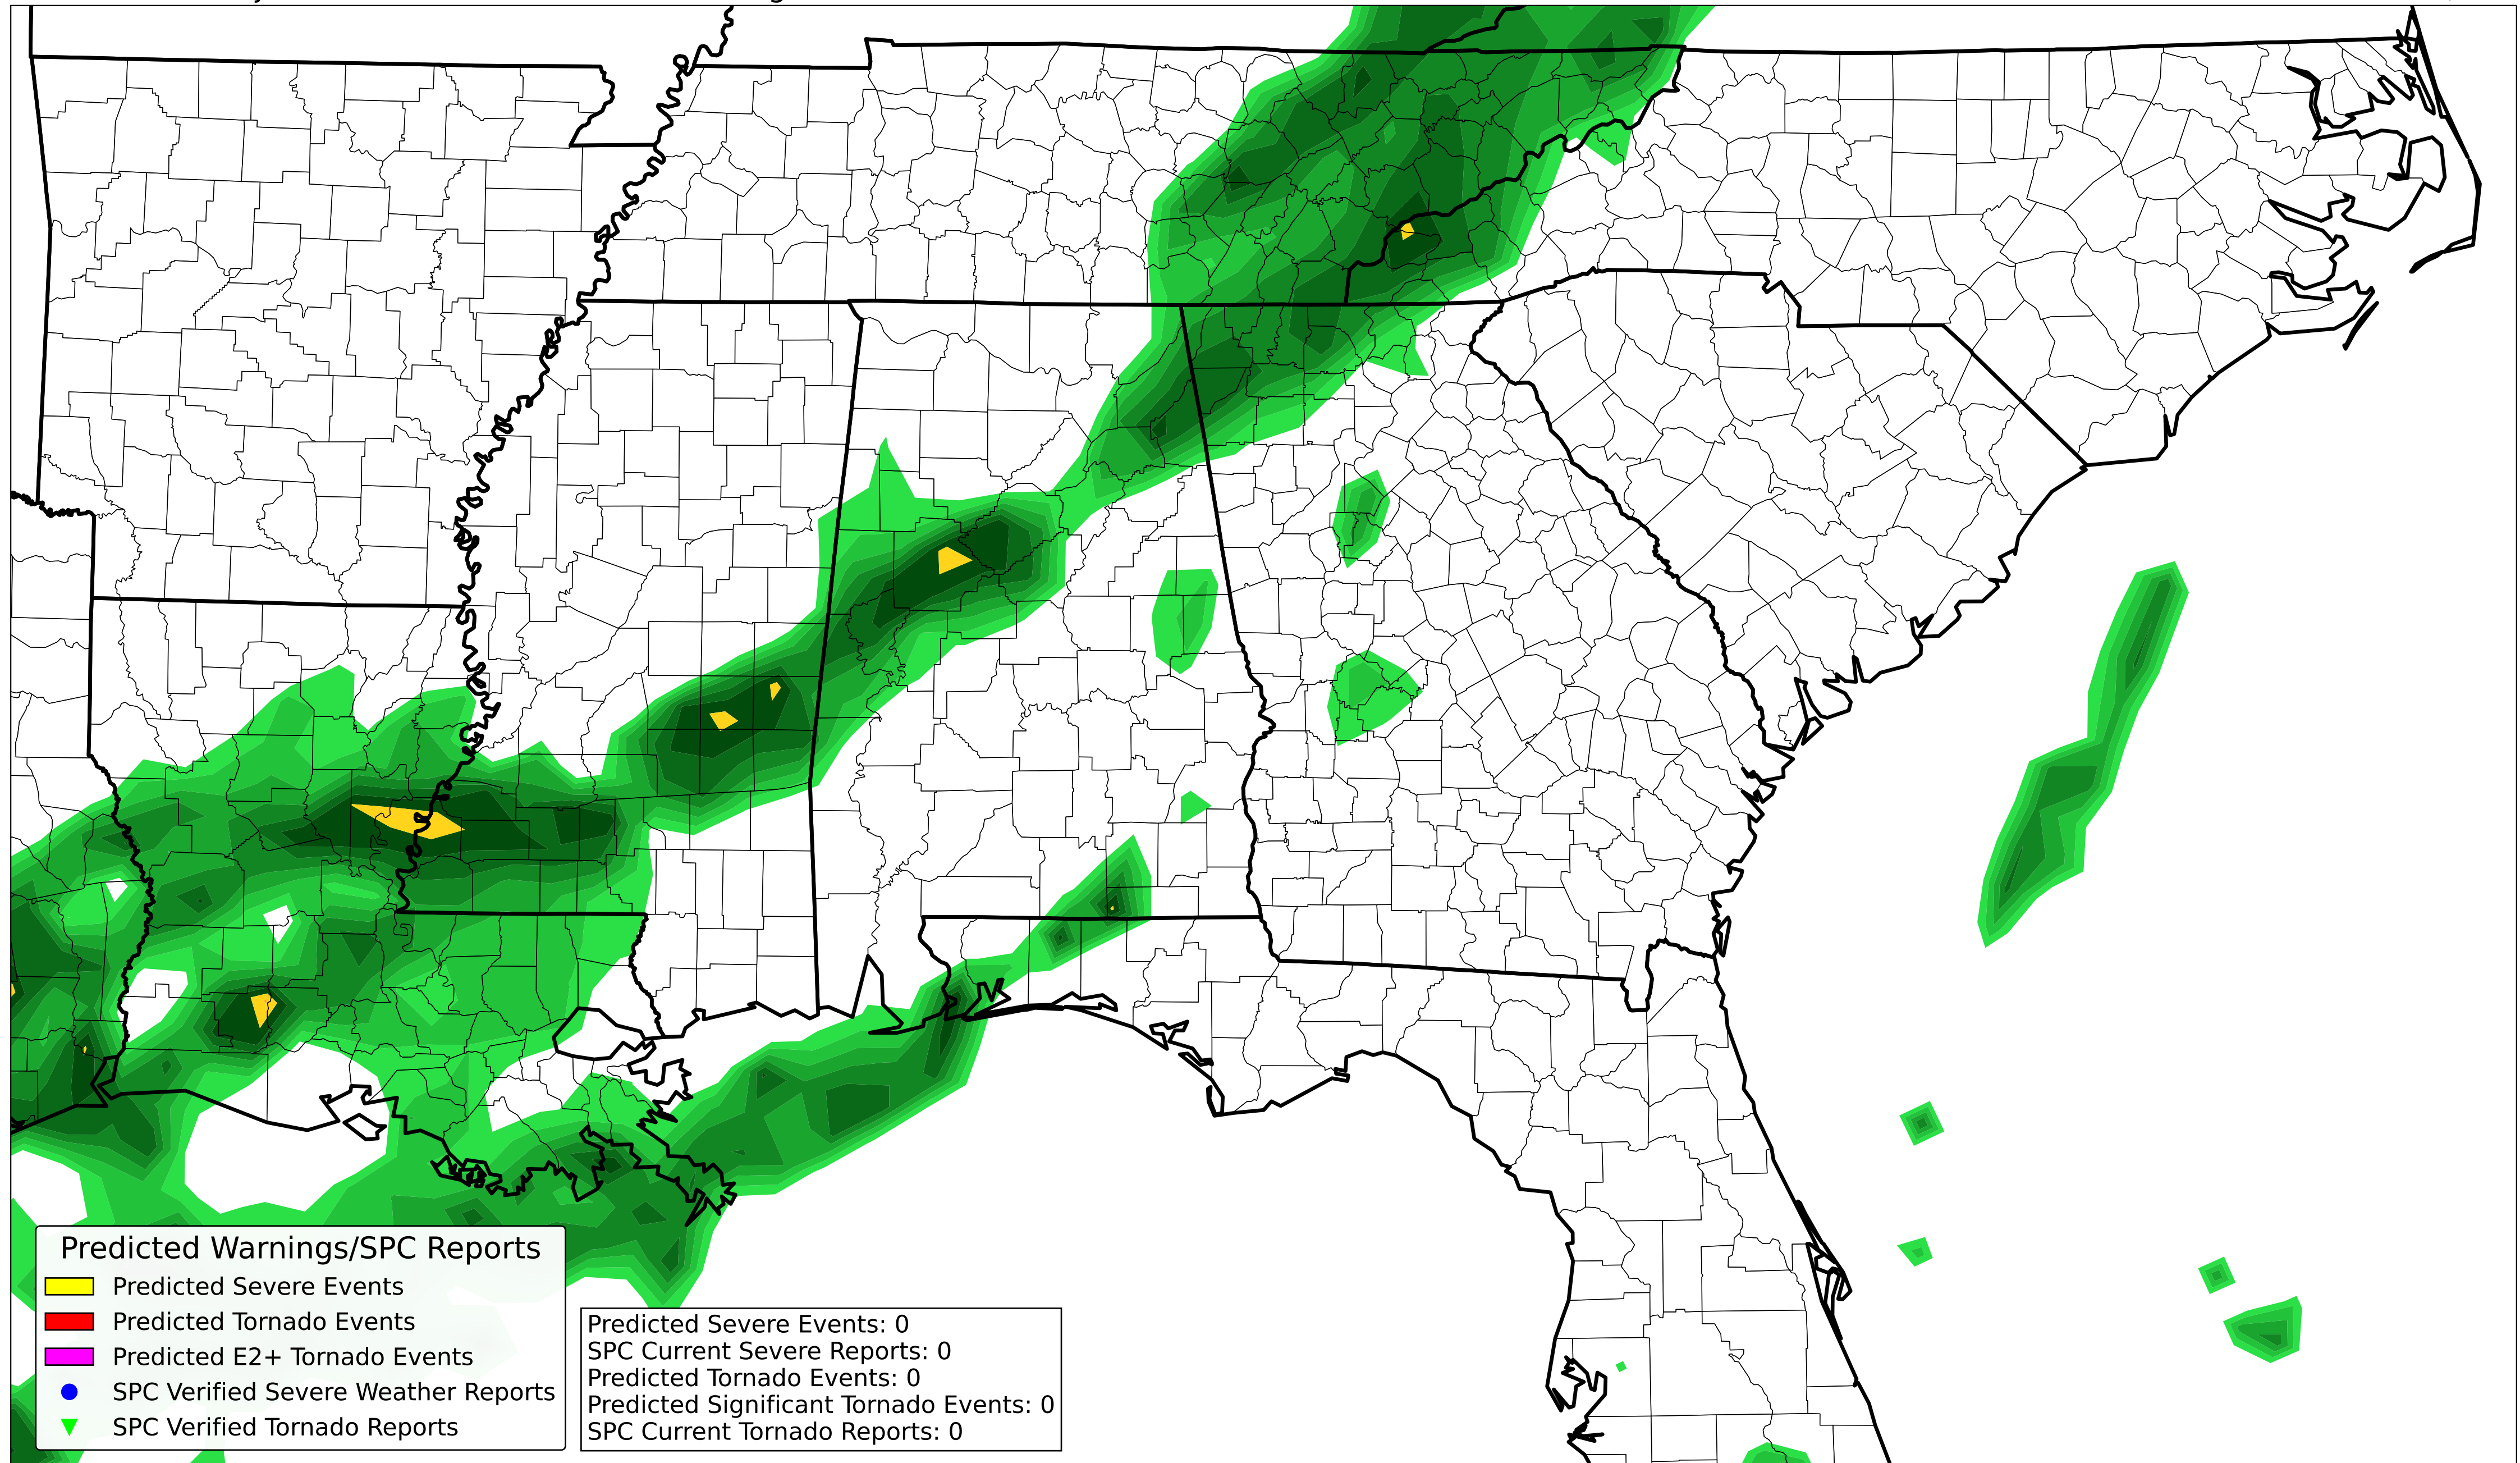 Predicted Warnings/SPC Reports
Predicted Severe Events
Predicted Tornado Events
Predicted E2+ Tornado Events
SPC Verified Severe Weather Reports
SPC Verified Tornado Reports
Predicted Severe Events: 0
SPC Current Severe Reports: 0
Predicted Tornado Events: 0
Predicted Significant Tornado Events: 0
SPC Current Tornado Reports: 0